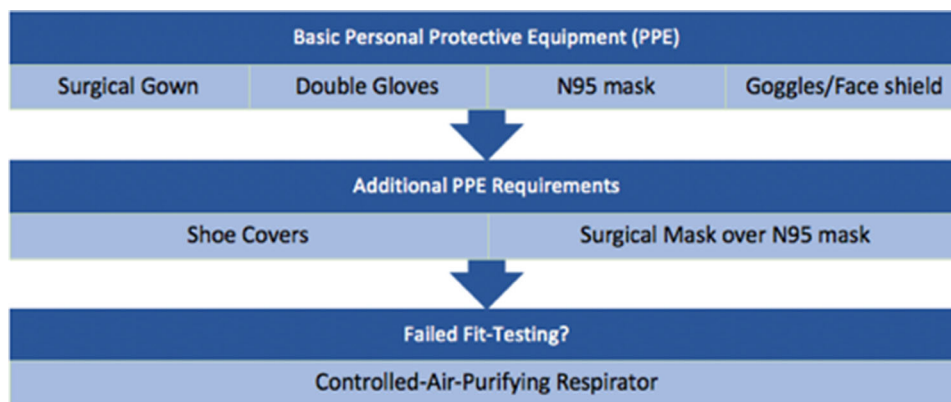 Basic Personal Protective Equipment (PPE)
Surgical Gown Double Gloves N95 mask Goggles/Face shield
Additional PPE Requirements
Shoe Covers Surgical Mask over N95 mask
Failed Fit-Testing?
Controlled-Air-Purifying Respirator